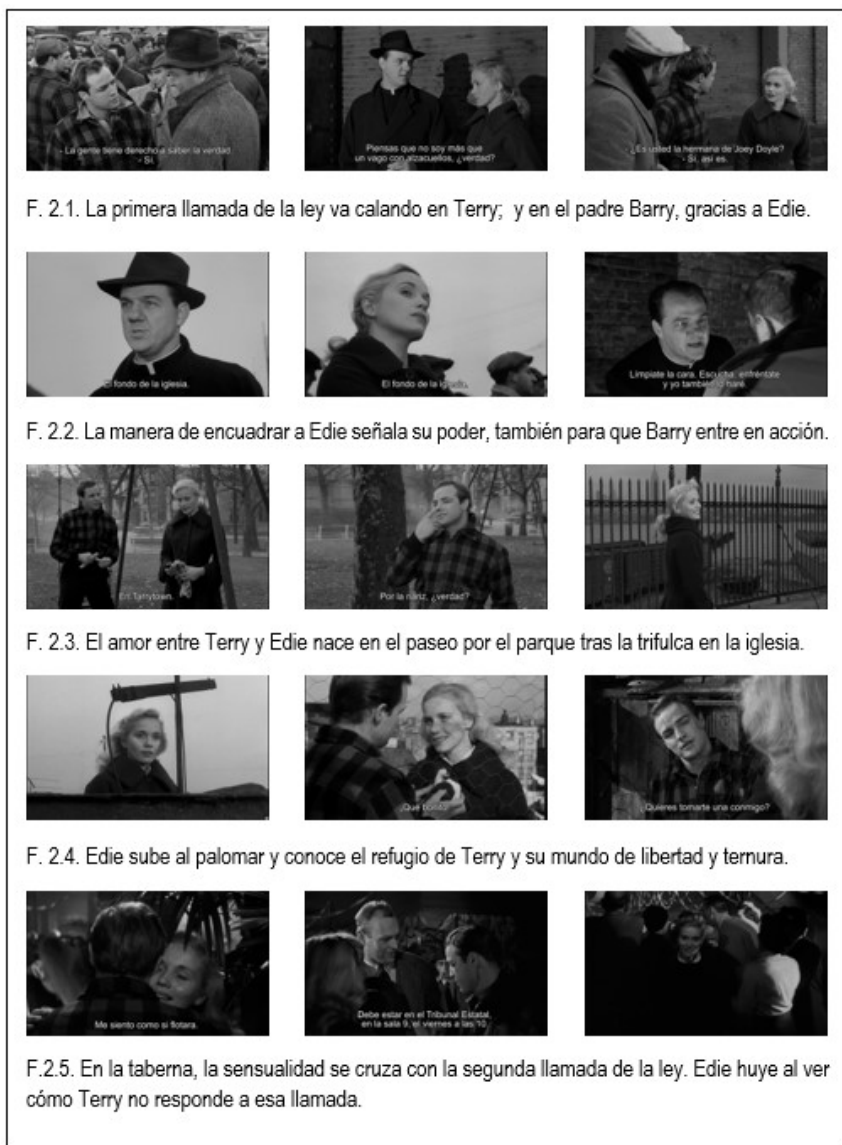 - La gente tiene derecho a saber la verdad.
- Sí.
Piensas que no soy más que
un vago con alzacuellos, ¿verdad?
- ¿Es usted la hermana de Joey Doyle?
- Sí, así es.
F. 2.1. La primera llamada de la ley va calando en Terry; y en el padre Barry, gracias a Edie.
El fondo de la iglesia.
El fondo de la iglesia.
Límpiate la cara. Escucha: enfréntate
y yo también lo haré.
F. 2.2. La manera de encuadrar a Edie señala su poder, también para que Barry entre en acción.
- En Tarrytown.
Por la nariz, ¿verdad?
F. 2.3. El amor entre Terry y Edie nace en el paseo por el parque tras la trifulca en la iglesia.
¡Qué bonito!
¿Quieres tomarte una conmigo?
F. 2.4. Edie sube al palomar y conoce el refugio de Terry y su mundo de libertad y ternura.
Me siento como si flotara.
Debe estar en el Tribunal Estatal,
en la sala 9, el viernes a las 10.
F.2.5. En la taberna, la sensualidad se cruza con la segunda llamada de la ley. Edie huye al ver
cómo Terry no responde a esa llamada.